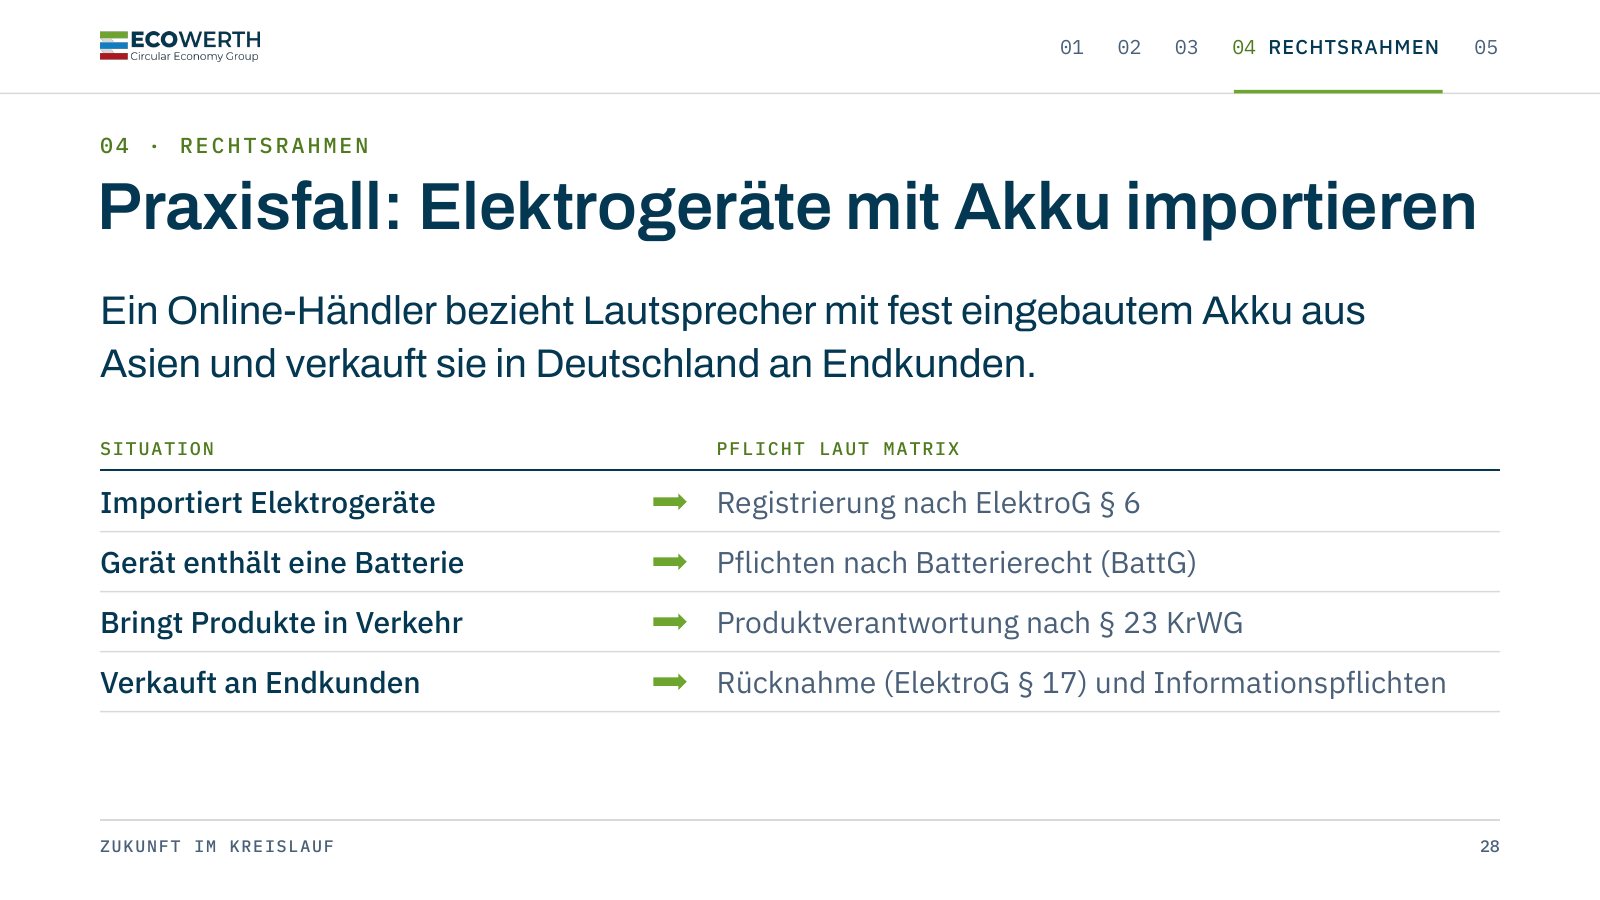 ECOWERTH
Circular Economy Group
01 02 03 04 RECHTSRAHMEN 05
04 · RECHTSRAHMEN
Praxisfall: Elektrogeräte mit Akku importieren
Ein Online-Händler bezieht Lautsprecher mit fest eingebautem Akku aus
Asien und verkauft sie in Deutschland an Endkunden.
SITUATION PFLICHT LAUT MATRIX
Importiert Elektrogeräte ➡ Registrierung nach ElektroG § 6
Gerät enthält eine Batterie ➡ Pflichten nach Batterierecht (BattG)
Bringt Produkte in Verkehr ➡ Produktverantwortung nach § 23 KrWG
Verkauft an Endkunden ➡ Rücknahme (ElektroG § 17) und Informationspflichten
ZUKUNFT IM KREISLAUF 28